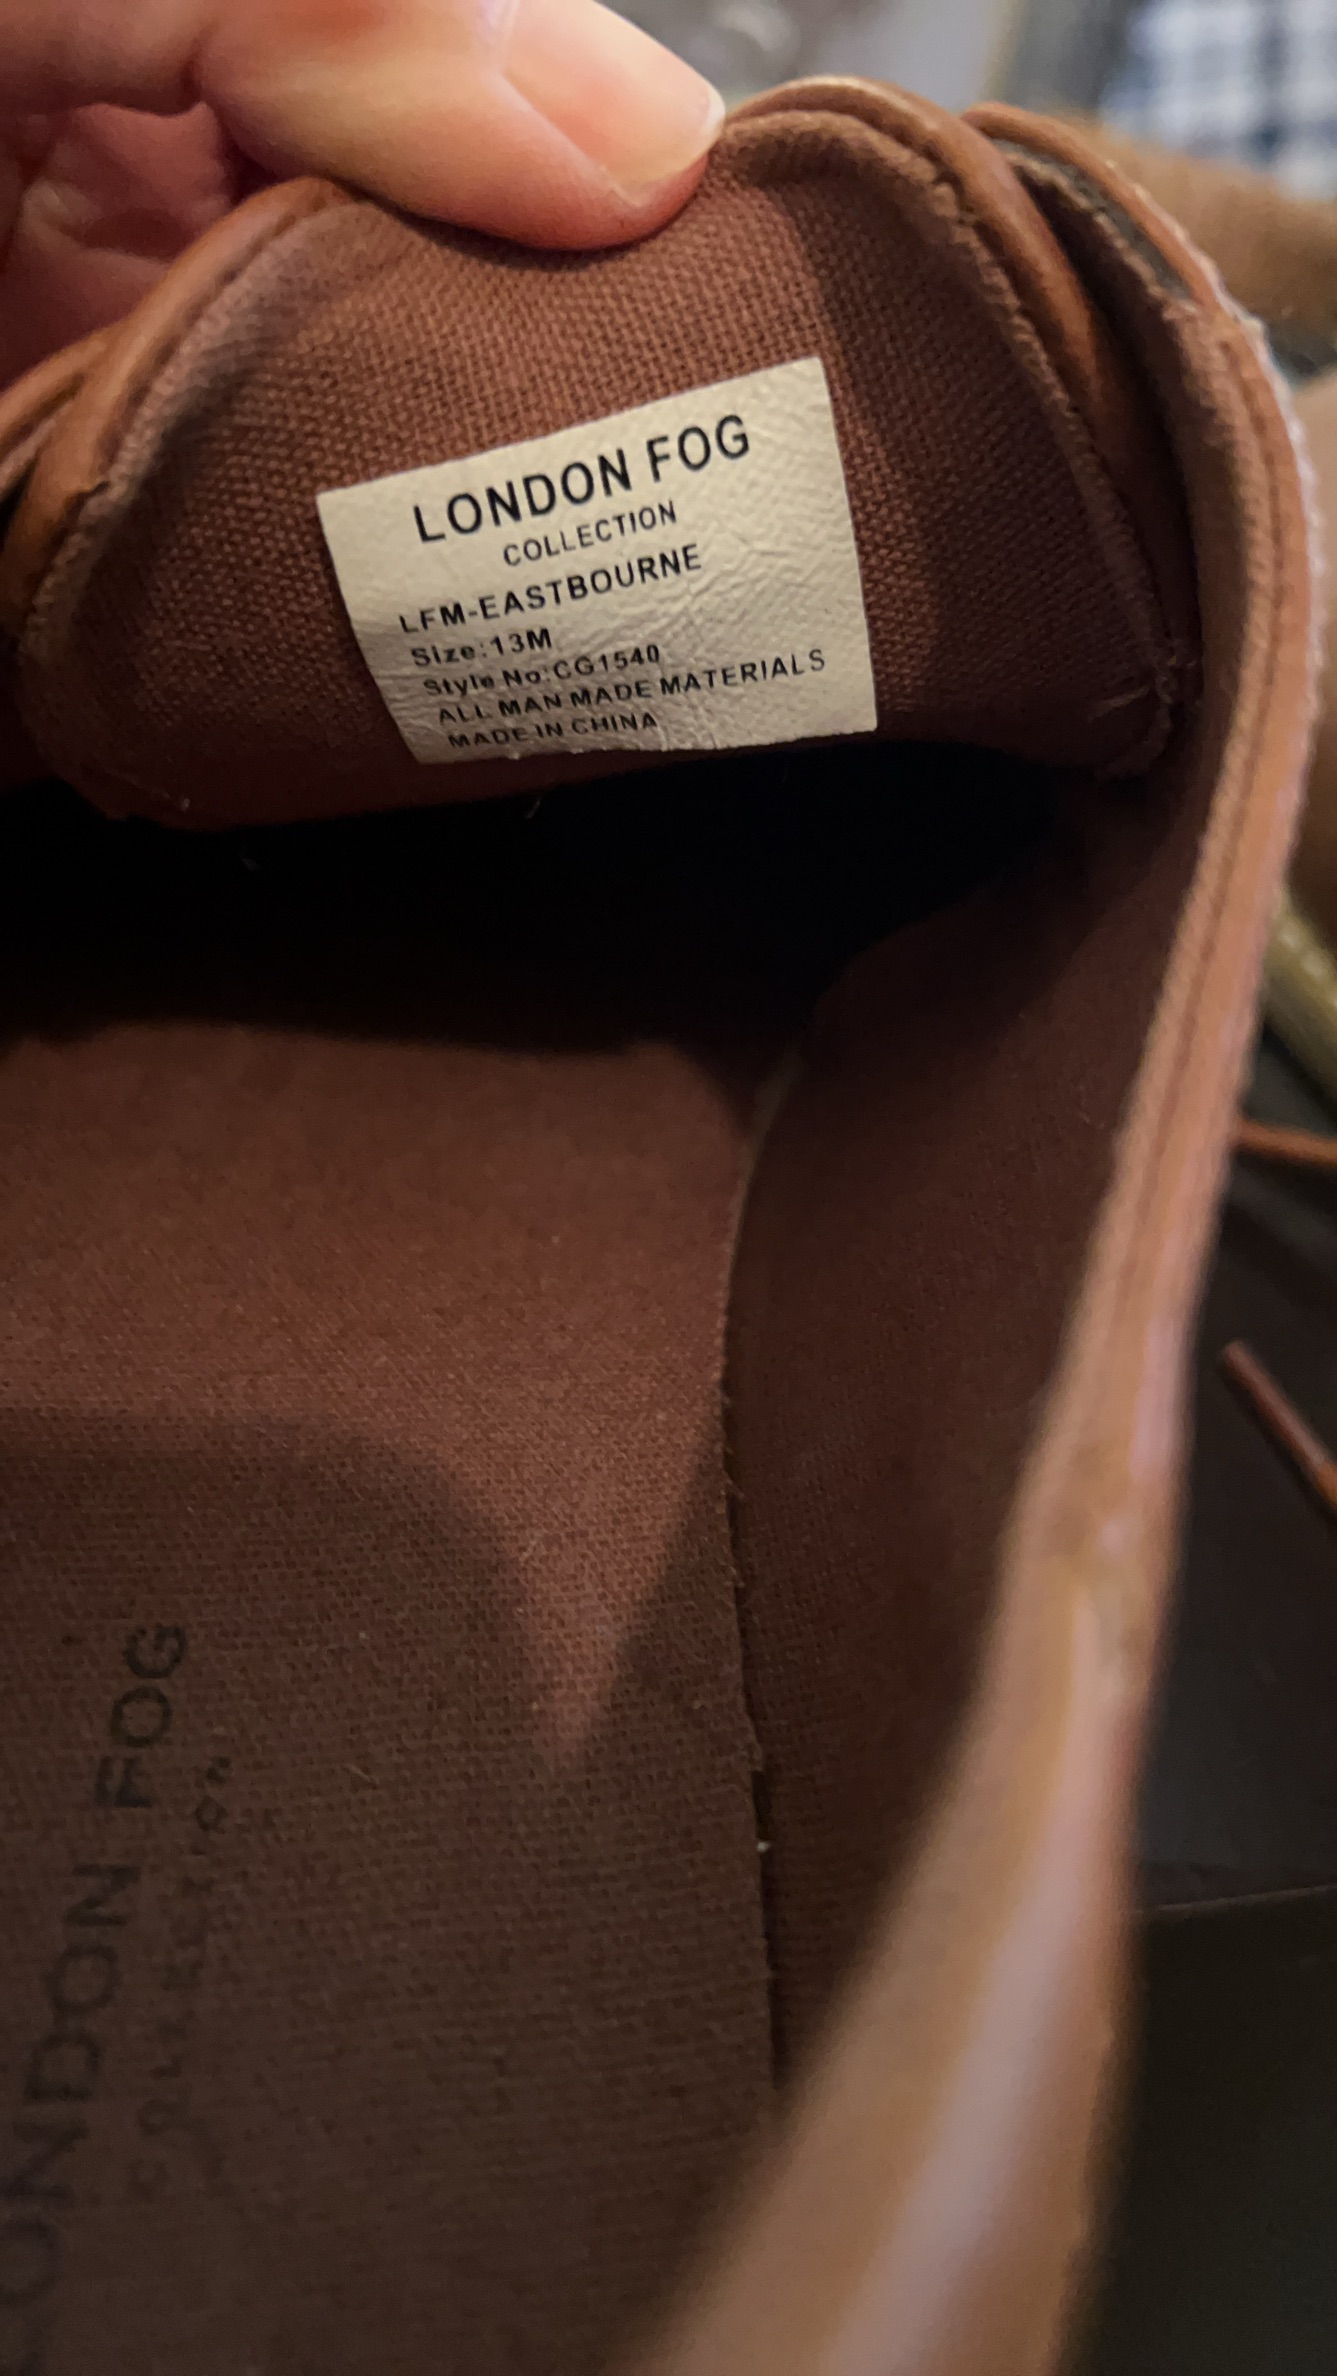 LONDON FOG
COLLECTION
LFM-EASTBOURNE
Size:13M
Style No:CG1540
ALL MAN MADE MATERIALS
MADE IN CHINA
LONDON FOG